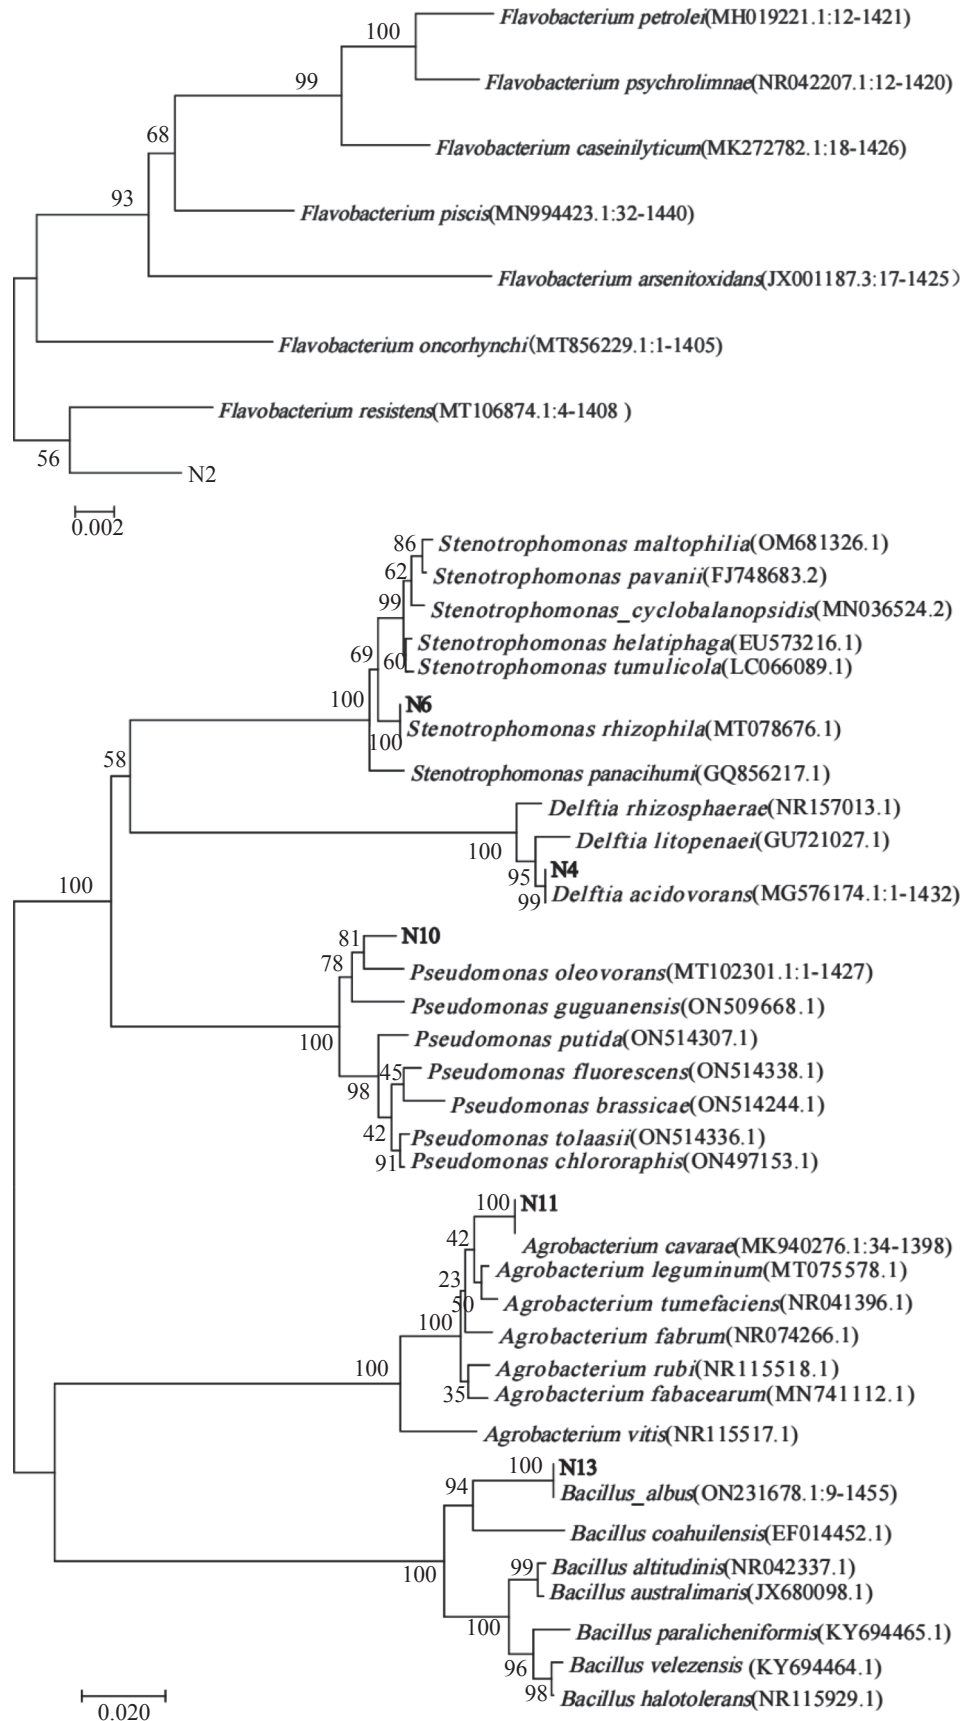 Flavobacterium petrolei(MH019221.1:12-1421)
100
Flavobacterium psychrolimnae(NR042207.1:12-1420)
99
68
Flavobacterium caseinilyticum(MK272782.1:18-1426)
93
Flavobacterium piscis(MN994423.1:32-1440)
Flavobacterium arsenitoxidans(JX001187.3:17-1425)
Flavobacterium oncorhynchi(MT856229.1:1-1405)
Flavobacterium resistens(MT106874.1:4-1408 )
56
N2
0.002
86
Stenotrophomonas maltophilia(OM681326.1)
62
Stenotrophomonas pavanii(FJ748683.2)
99
Stenotrophomonas_cyclobalanopsidis(MN036524.2)
Stenotrophomonas helatiphaga(EU573216.1)
69
60
Stenotrophomonas tumulicola(LC066089.1)
100
N6
Stenotrophomonas rhizophila(MT078676.1)
100
58
Stenotrophomonas panacihumi(GQ856217.1)
Delftia rhizosphaerae(NR157013.1)
Delftia litopenaei(GU721027.1)
100
N4
95
100
Delftia acidovorans(MG576174.1:1-1432)
99
81
N10
78
Pseudomonas oleovorans(MT102301.1:1-1427)
Pseudomonas guguanensis(ON509668.1)
Pseudomonas putida(ON514307.1)
100
Pseudomonas fluorescens(ON514338.1)
45
98
Pseudomonas brassicae(ON514244.1)
42
Pseudomonas tolaasii(ON514336.1)
91
Pseudomonas chlororaphis(ON497153.1)
100
N11
42
Agrobacterium cavarae(MK940276.1:34-1398)
23
Agrobacterium leguminum(MT075578.1)
50
Agrobacterium tumefaciens(NR041396.1)
100
Agrobacterium fabrum(NR074266.1)
100
Agrobacterium rubi(NR115518.1)
35
Agrobacterium fabacearum(MN741112.1)
Agrobacterium vitis(NR115517.1)
100
N13
94
Bacillus_albus(ON231678.1:9-1455)
Bacillus coahuilensis(EF014452.1)
100
99
Bacillus altitudinis(NR042337.1)
Bacillus australimaris(JX680098.1)
100
Bacillus paralicheniformis(KY694465.1)
96
Bacillus velezensis (KY694464.1)
98
Bacillus halotolerans(NR115929.1)
0.020